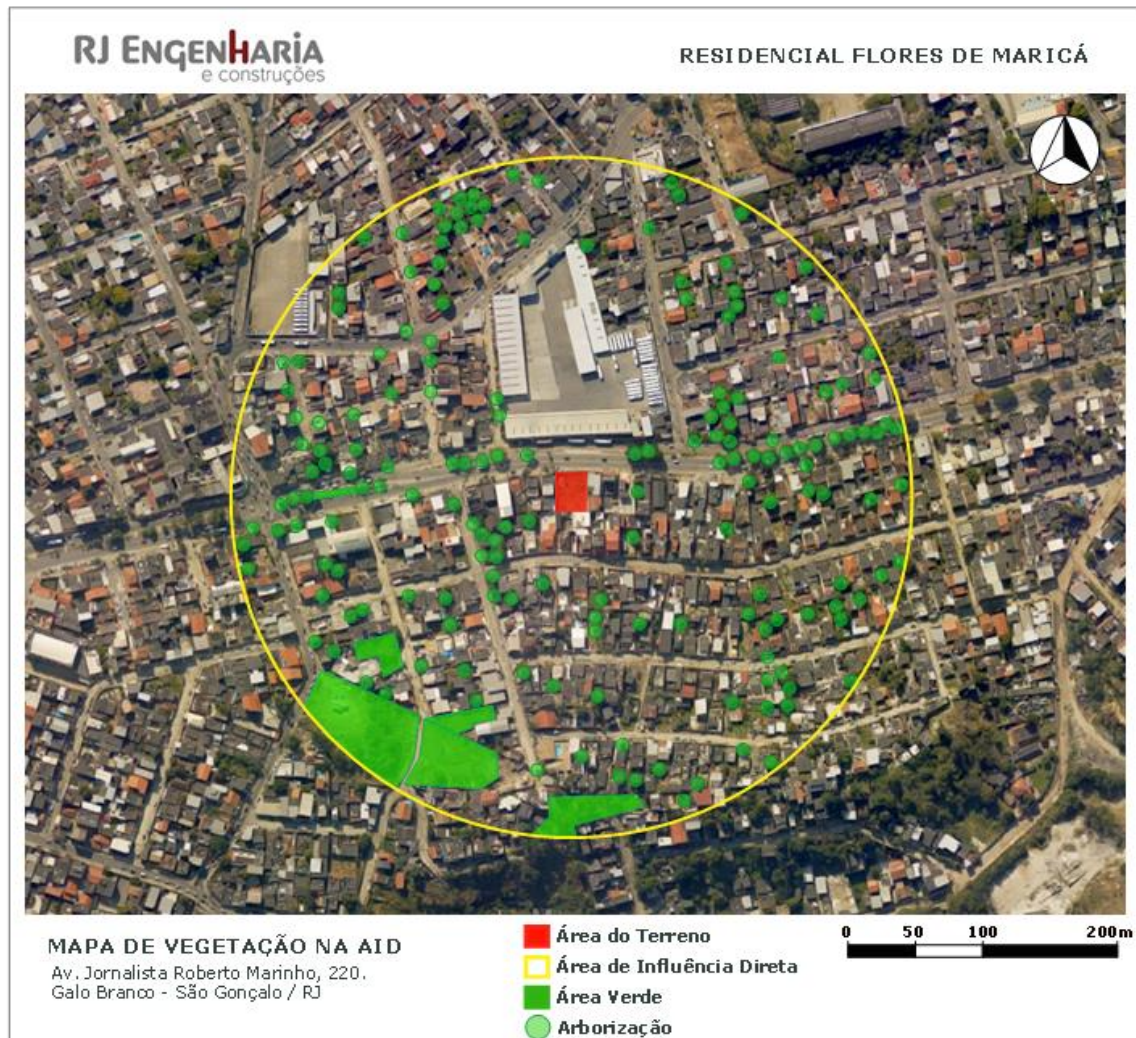 RJ ENGENHARIA
e construções
RESIDENCIAL FLORES DE MARICÁ
MAPA DE VEGETAÇÃO NA AID
Av. Jornalista Roberto Marinho, 220.
Galo Branco - São Gonçalo / RJ
Área do Terreno
Área de Influência Direta
Área Verde
Arborização
0 50 100 200m